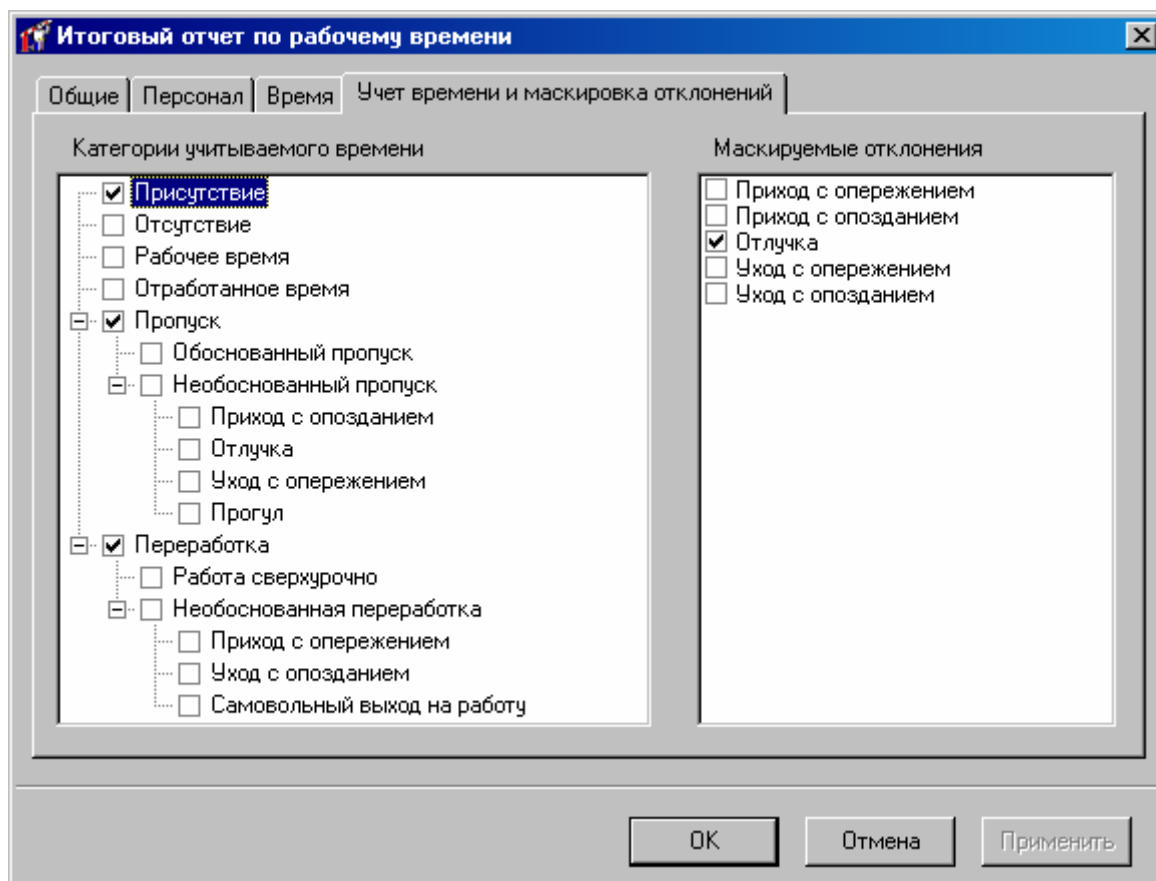 Итоговый отчет по рабочему времени
Общие Персонал Время Учет времени и маскировка отклонений
Категории учитываемого времени
Присутствие
Отсутствие
Рабочее время
Отработанное время
Пропуск
Обоснованный пропуск
Необоснованный пропуск
Приход с опозданием
Отлучка
Уход с опережением
Прогул
Переработка
Работа сверхурочно
Необоснованная переработка
Приход с опережением
Уход с опозданием
Самовольный выход на работу
Маскируемые отклонения
Приход с опережением
Приход с опозданием
Отлучка
Уход с опережением
Уход с опозданием
OK Отмена Применить